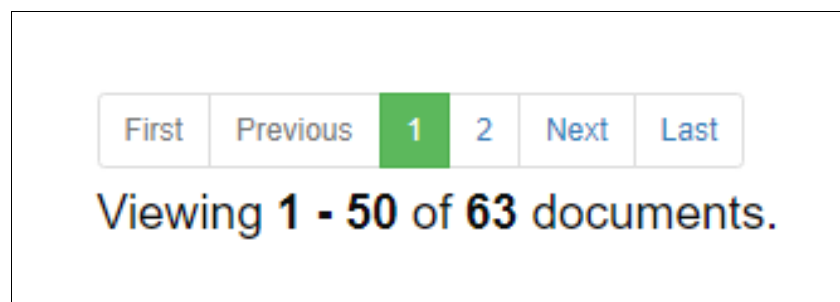 First Previous 1 2 Next Last
Viewing 1 - 50 of 63 documents.